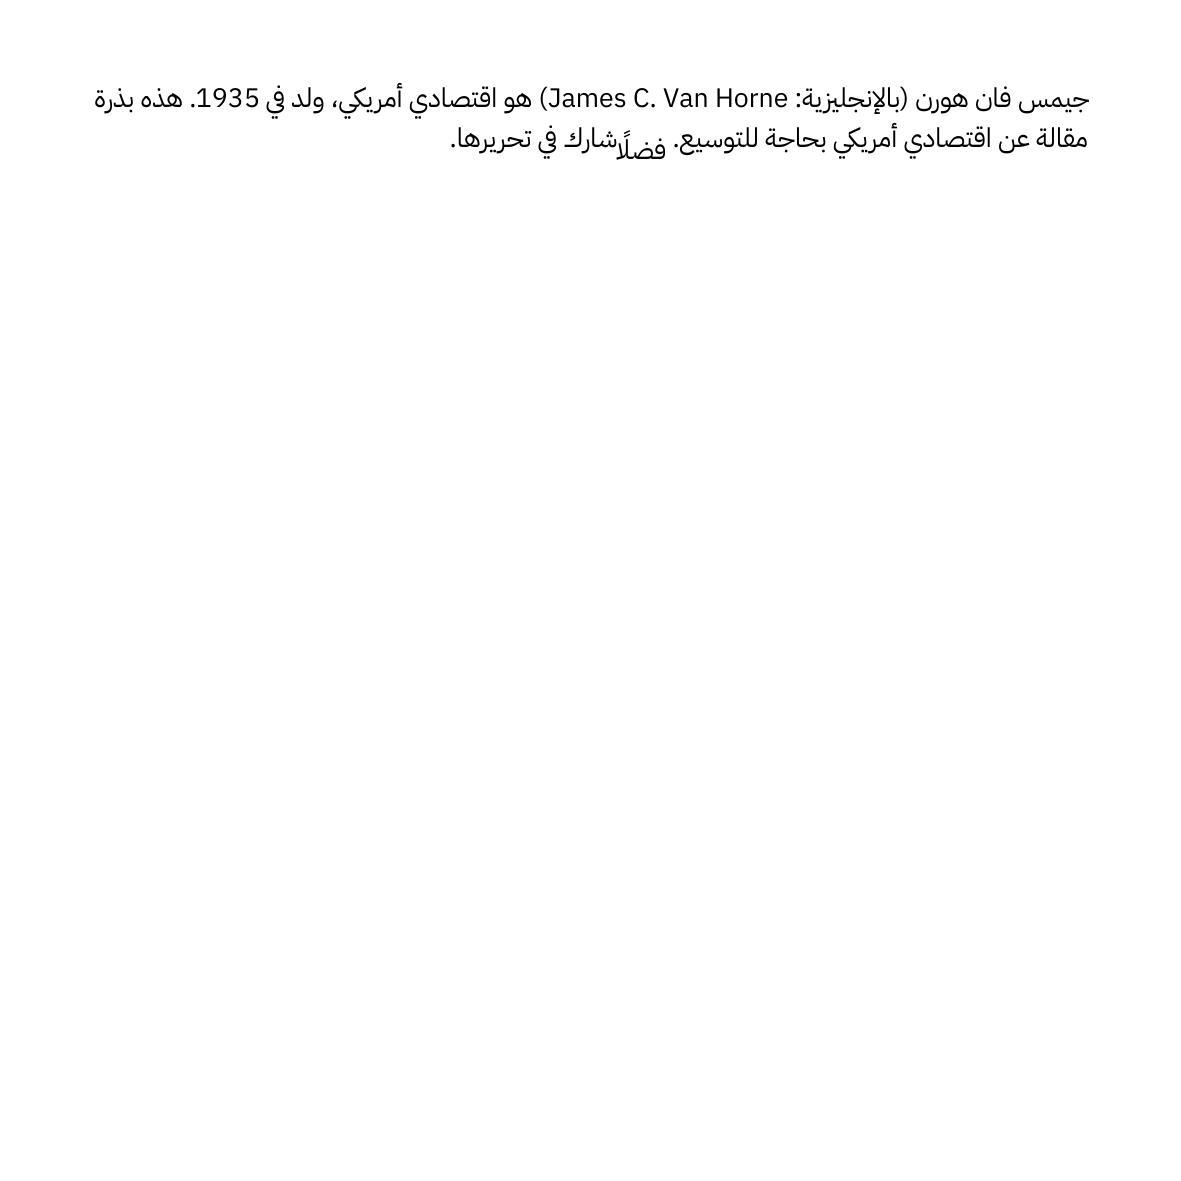 جيمس فان هورن (بالإنجليزية: James C. Van Horne) هو اقتصادي أمريكي، ولد في 1935. هذه بذرة
مقالة عن اقتصادي أمريكي بحاجة للتوسيع. فضلًا شارك في تحريرها.